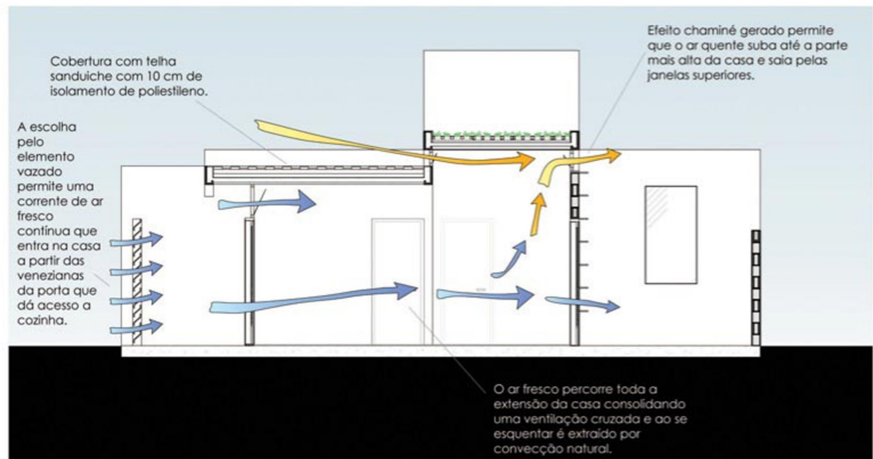 Cobertura com telha
sanduiche com 10 cm de
isolamento de poliestileno.
Efeito chaminé gerado permite
que o ar quente suba até a parte
mais alta da casa e saia pelas
janelas superiores.
A escolha
pelo
elemento
vazado
permite uma
corrente de ar
fresco
contínua que
entra na casa
a partir das
venezianas
da porta que
dá acesso a
cozinha.
O ar fresco percorre toda a
extensão da casa consolidando
uma ventilação cruzada e ao se
esquentar é extraído por
convecção natural.